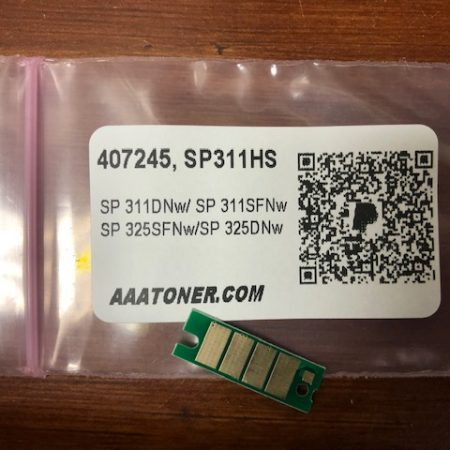 407245, SP311HS
SP 311DNw/ SP 311SFNw
SP 325SFNw/SP 325DNw
AAATONER.COM